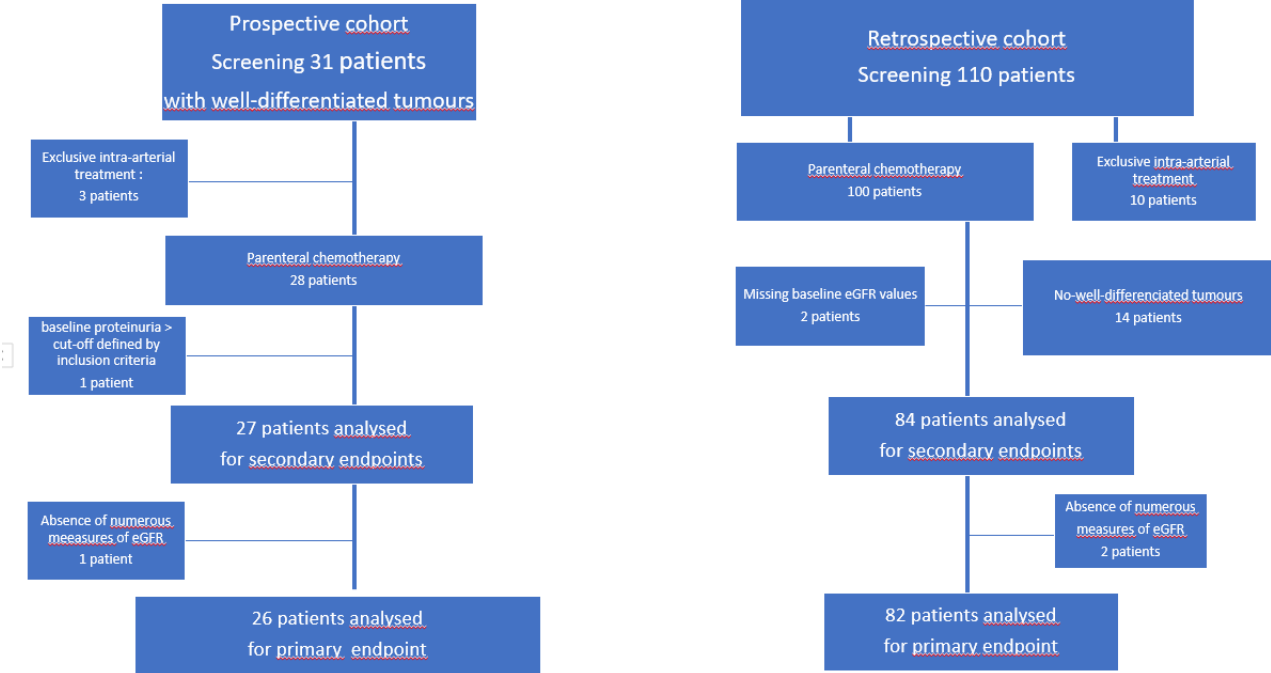 Prospective cohort
Screening 31 patients
with well-differentiated tumours
Exclusive intra-arterial
treatment :
3 patients
Parenteral chemotherapy
28 patients
baseline proteinuria >
cut-off defined by
inclusion criteria
1 patient
27 patients analysed
for secondary endpoints
Absence of numerous
meeasures of eGFR
1 patient
26 patients analysed
for primary endpoint
Retrospective cohort
Screening 110 patients
Parenteral chemotherapy
100 patients
Exclusive intra-arterial
treatment
10 patients
Missing baseline eGFR values
2 patients
No-well-differenciated tumours
14 patients
84 patients analysed
for secondary endpoints
Absence of numerous
measures of eGFR
2 patients
82 patients analysed
for primary endpoint